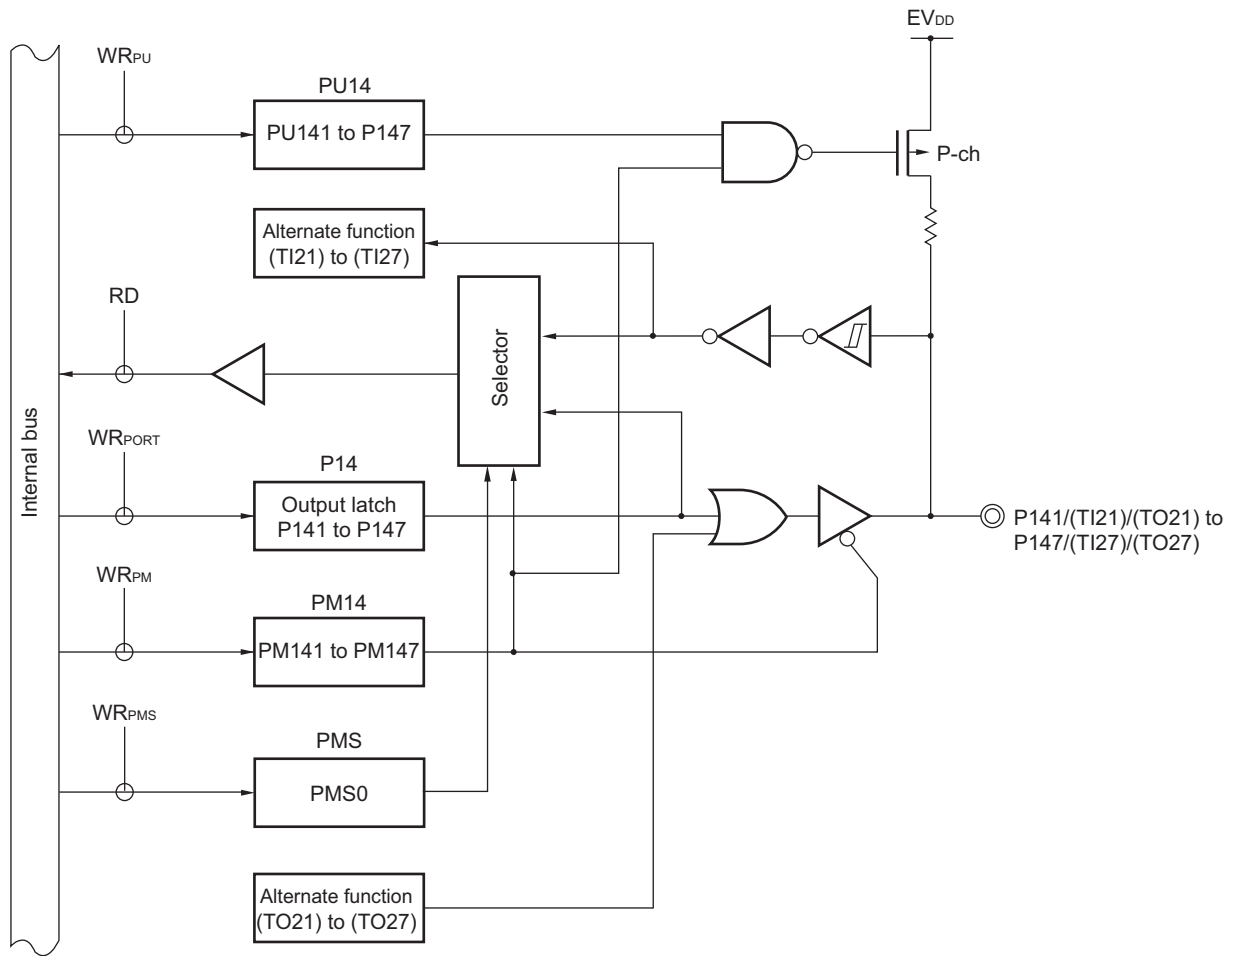 EVDD
WRPU
PU14
PU141 to P147
P-ch
Alternate function
(TI21) to (TI27)
RD
Selector
Internal bus
WRPORT
P14
Output latch
P141 to P147
P141/(TI21)/(TO21) to
P147/(TI27)/(TO27)
WRPM
PM14
PM141 to PM147
WRPMS
PMS
PMS0
Alternate function
(TO21) to (TO27)